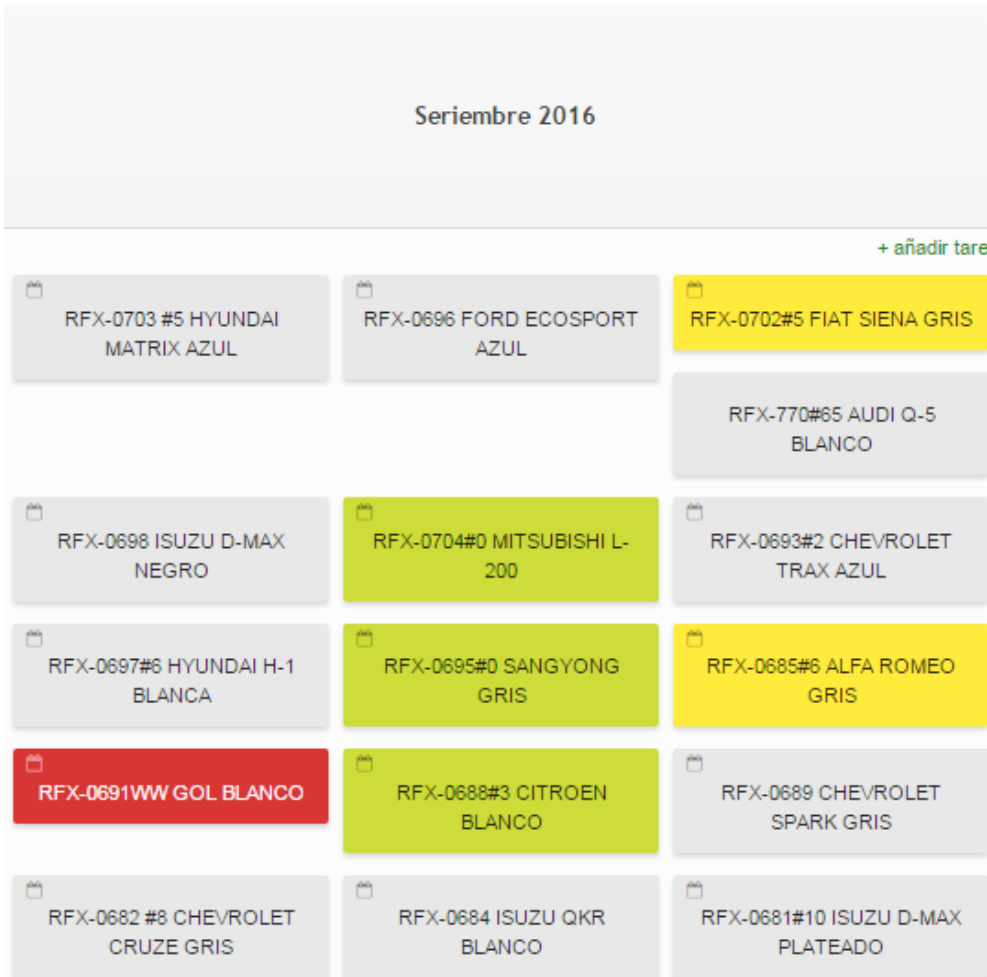 Seriembre 2016
+ añadir tare
RFX-0703 #5 HYUNDAI
MATRIX AZUL
RFX-0696 FORD ECOSPORT
AZUL
RFX-0702#5 FIAT SIENA GRIS
RFX-770#65 AUDI Q-5
BLANCO
RFX-0698 ISUZU D-MAX
NEGRO
RFX-0704#0 MITSUBISHI L-
200
RFX-0693#2 CHEVROLET
TRAX AZUL
RFX-0697#6 HYUNDAI H-1
BLANCA
RFX-0695#0 SANGYONG
GRIS
RFX-0685#6 ALFA ROMEO
GRIS
RFX-0691WW GOL BLANCO
RFX-0688#3 CITROEN
BLANCO
RFX-0689 CHEVROLET
SPARK GRIS
RFX-0682 #8 CHEVROLET
CRUZE GRIS
RFX-0684 ISUZU QKR
BLANCO
RFX-0681#10 ISUZU D-MAX
PLATEADO